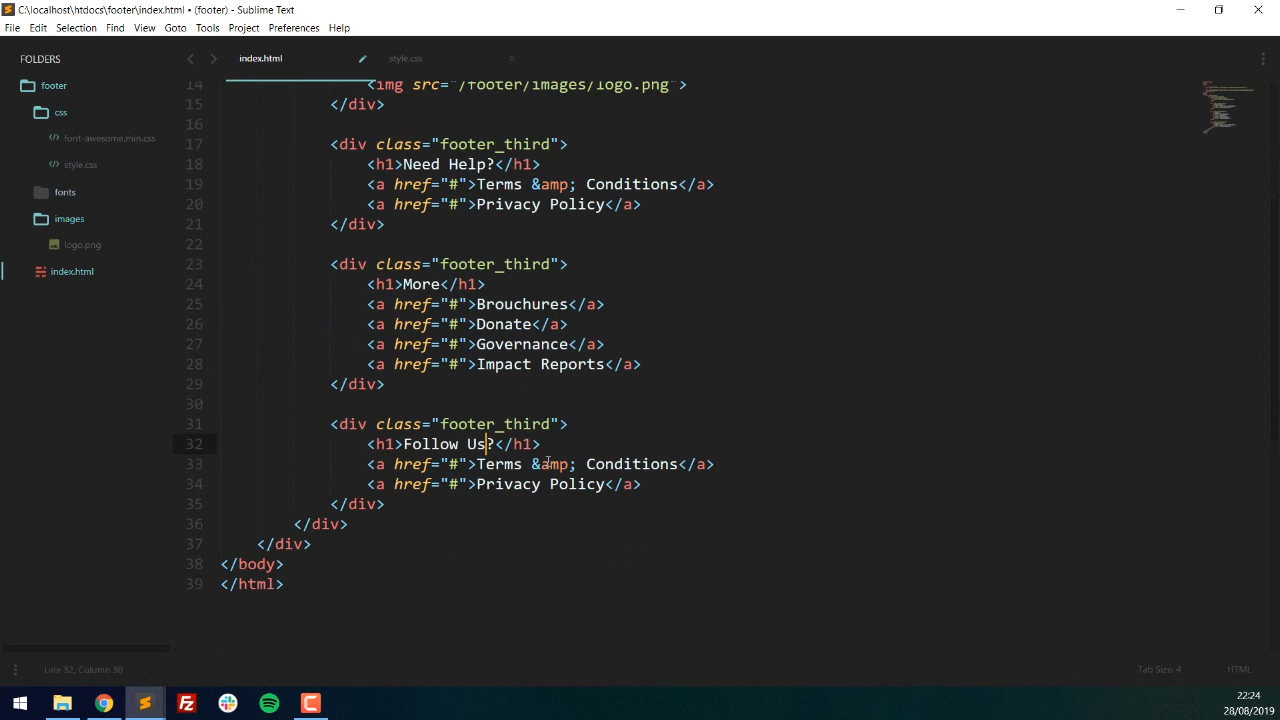 C:\localhost\htdocs\footer\index.html • (footer) - Sublime Text
File Edit Selection Find View Goto Tools Project Preferences Help
FOLDERS
footer
css
font-awesome.min.css
style.css
fonts
images
logo.png
index.html
index.html style.css
14 <img src="/footer/images/logo.png">
15 </div>
16
17 <div class="footer_third">
18 <h1>Need Help?</h1>
19 <a href="#">Terms &amp; Conditions</a>
20 <a href="#">Privacy Policy</a>
21 </div>
22
23 <div class="footer_third">
24 <h1>More</h1>
25 <a href="#">Brouchures</a>
26 <a href="#">Donate</a>
27 <a href="#">Governance</a>
28 <a href="#">Impact Reports</a>
29 </div>
30
31 <div class="footer_third">
32 <h1>Follow Us?</h1>
33 <a href="#">Terms &amp; Conditions</a>
34 <a href="#">Privacy Policy</a>
35 </div>
36 </div>
37 </div>
38 </body>
39 </html>
Line 32, Column 30 Tab Size: 4 HTML
22:24
28/08/2019